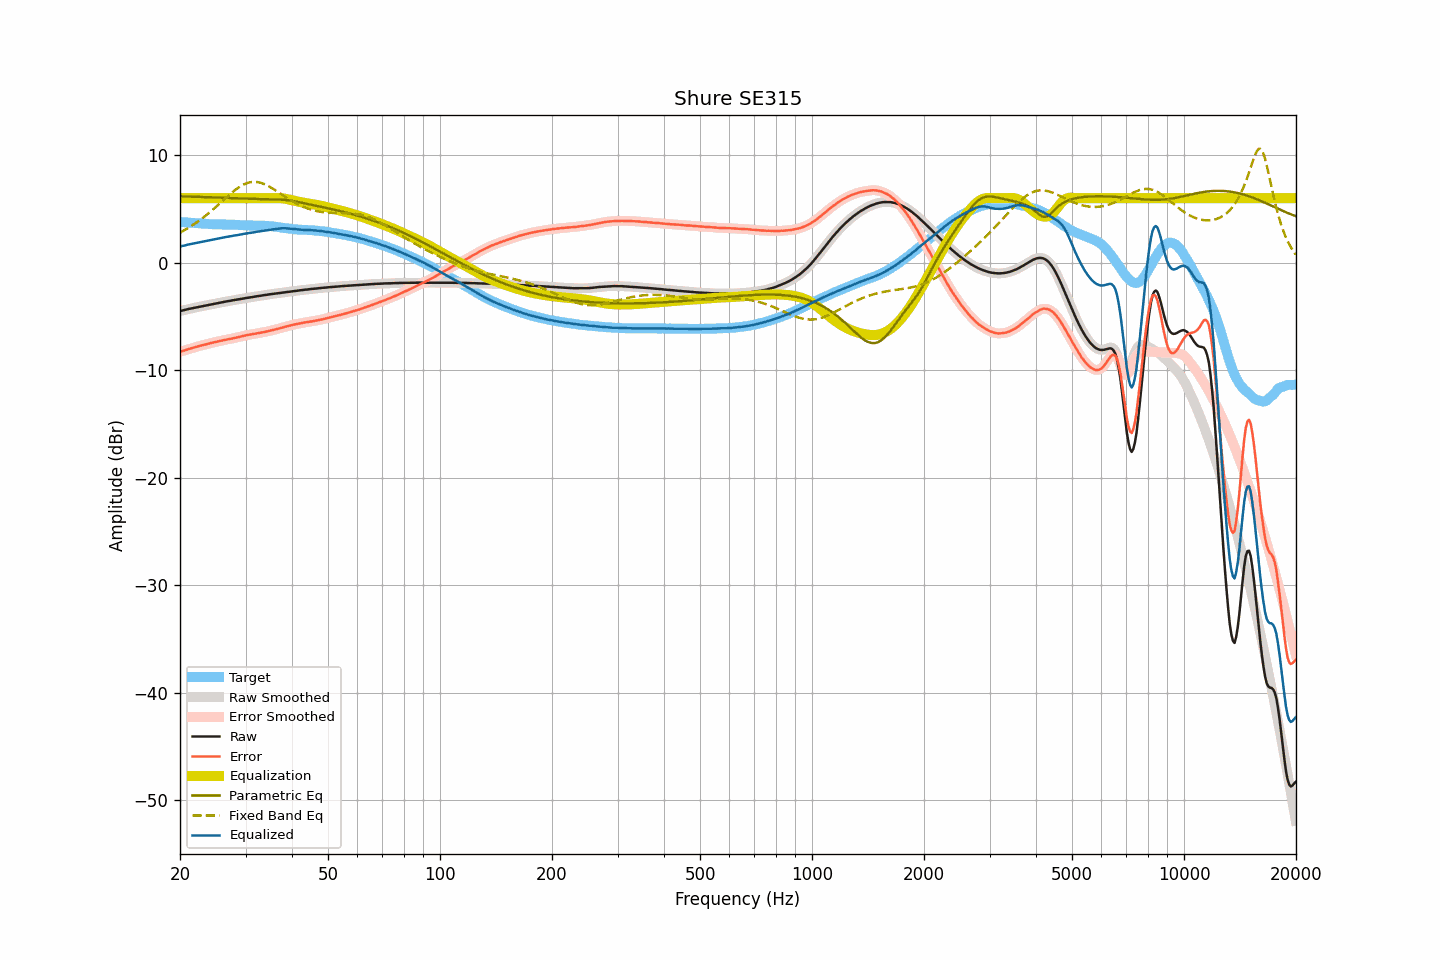 Shure SE315
10
0
−10
−20
−30
−40
−50
Amplitude (dBr)
Target
Raw Smoothed
Error Smoothed
Raw
Error
Equalization
Parametric Eq
Fixed Band Eq
Equalized
20 50 100 200 500 1000 2000 5000 10000 20000
Frequency (Hz)